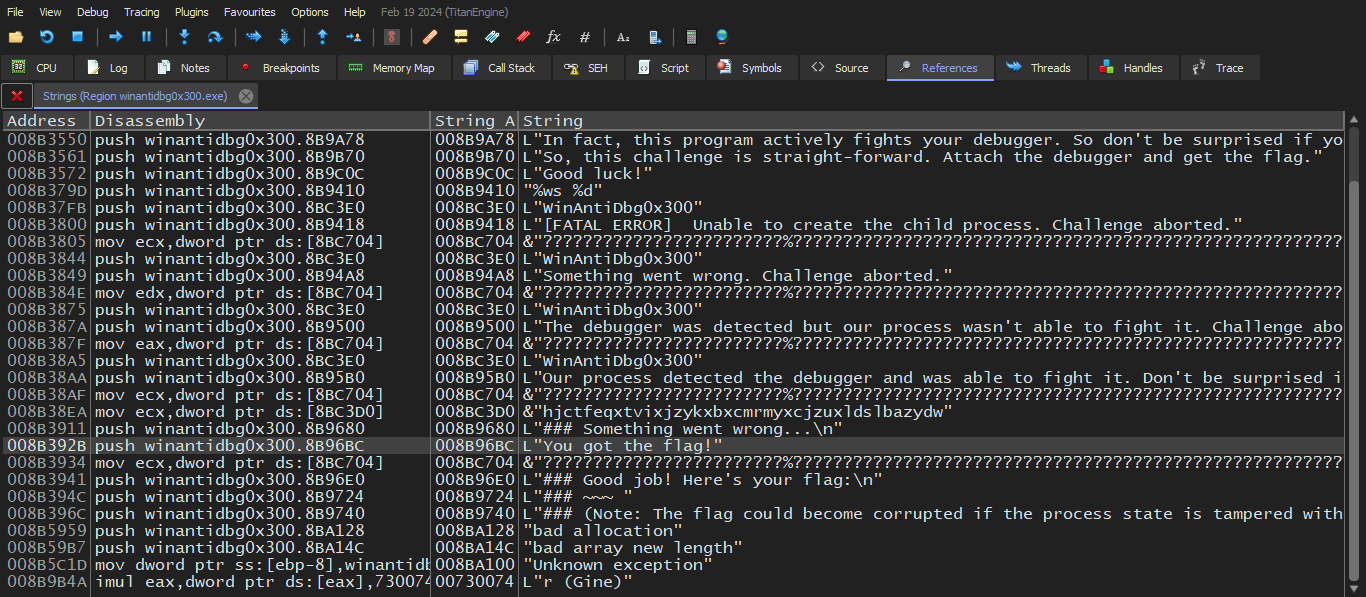 File View Debug Tracing Plugins Favourites Options Help Feb 19 2024 (TitanEngine)
CPU Log Notes Breakpoints Memory Map Call Stack SEH Script Symbols Source References Threads Handles Trace
Strings (Region winantidbg0x300.exe)
Address Disassembly String A String
008B3550 push winantidbg0x300.8B9A78 008B9A78 L"In fact, this program actively fights your debugger. So don't be surprised if yo
008B3561 push winantidbg0x300.8B9B70 008B9B70 L"So, this challenge is straight-forward. Attach the debugger and get the flag."
008B3572 push winantidbg0x300.8B9C0C 008B9C0C L"Good luck!"
008B379D push winantidbg0x300.8B9410 008B9410 "%ws %d"
008B37FB push winantidbg0x300.8BC3E0 008BC3E0 L"WinAntiDbg0x300"
008B3800 push winantidbg0x300.8B9418 008B9418 L"[FATAL ERROR]  Unable to create the child process. Challenge aborted."
008B3805 mov ecx,dword ptr ds:[8BC704] 008BC704 &"????????????????????????%????????????????????????????????????????????????????????
008B3844 push winantidbg0x300.8BC3E0 008BC3E0 L"WinAntiDbg0x300"
008B3849 push winantidbg0x300.8B94A8 008B94A8 L"Something went wrong. Challenge aborted."
008B384E mov edx,dword ptr ds:[8BC704] 008BC704 &"????????????????????????%????????????????????????????????????????????????????????
008B3875 push winantidbg0x300.8BC3E0 008BC3E0 L"WinAntiDbg0x300"
008B387A push winantidbg0x300.8B9500 008B9500 L"The debugger was detected but our process wasn't able to fight it. Challenge abo
008B387F mov eax,dword ptr ds:[8BC704] 008BC704 &"????????????????????????%????????????????????????????????????????????????????????
008B38A5 push winantidbg0x300.8BC3E0 008BC3E0 L"WinAntiDbg0x300"
008B38AA push winantidbg0x300.8B95B0 008B95B0 L"Our process detected the debugger and was able to fight it. Don't be surprised i
008B38AF mov ecx,dword ptr ds:[8BC704] 008BC704 &"????????????????????????%????????????????????????????????????????????????????????
008B38EA mov ecx,dword ptr ds:[8BC3D0] 008BC3D0 &"hjctfeqxtvixjzykxbxcmrmyxcjzuxldslbazydw"
008B3911 push winantidbg0x300.8B9680 008B9680 L"### Something went wrong...\n"
008B392B push winantidbg0x300.8B96BC 008B96BC L"You got the flag!"
008B3934 mov ecx,dword ptr ds:[8BC704] 008BC704 &"????????????????????????%????????????????????????????????????????????????????????
008B3941 push winantidbg0x300.8B96E0 008B96E0 L"### Good job! Here's your flag:\n"
008B394C push winantidbg0x300.8B9724 008B9724 L"### ~~~ "
008B396C push winantidbg0x300.8B9740 008B9740 L"### (Note: The flag could become corrupted if the process state is tampered with
008B5959 push winantidbg0x300.8BA128 008BA128 "bad allocation"
008B59B7 push winantidbg0x300.8BA14C 008BA14C "bad array new length"
008B5C1D mov dword ptr ss:[ebp-8],winantidb 008BA100 "Unknown exception"
008B9B4A imul eax,dword ptr ds:[eax],730074 00730074 L"r (Gine)"